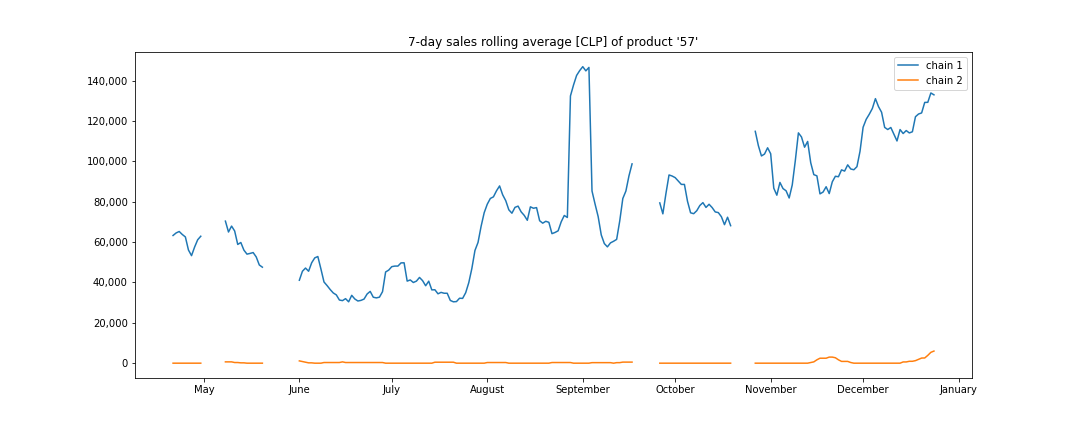 7-day sales rolling average [CLP] of product '57'
chain 1
chain 2
140,000
120,000
100,000
80,000
60,000
40,000
20,000
0
May June July August September October November December January